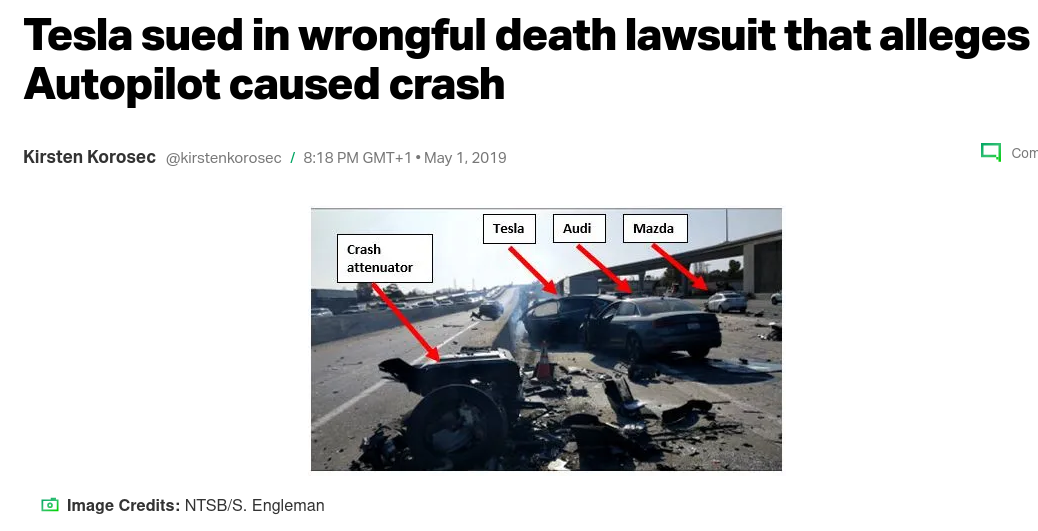 Tesla sued in wrongful death lawsuit that alleges
Autopilot caused crash
Kirsten Korosec @kirstenkorosec / 8:18 PM GMT+1 • May 1, 2019
Com
Crash
attenuator
Tesla
Audi
Mazda
Image Credits: NTSB/S. Engleman